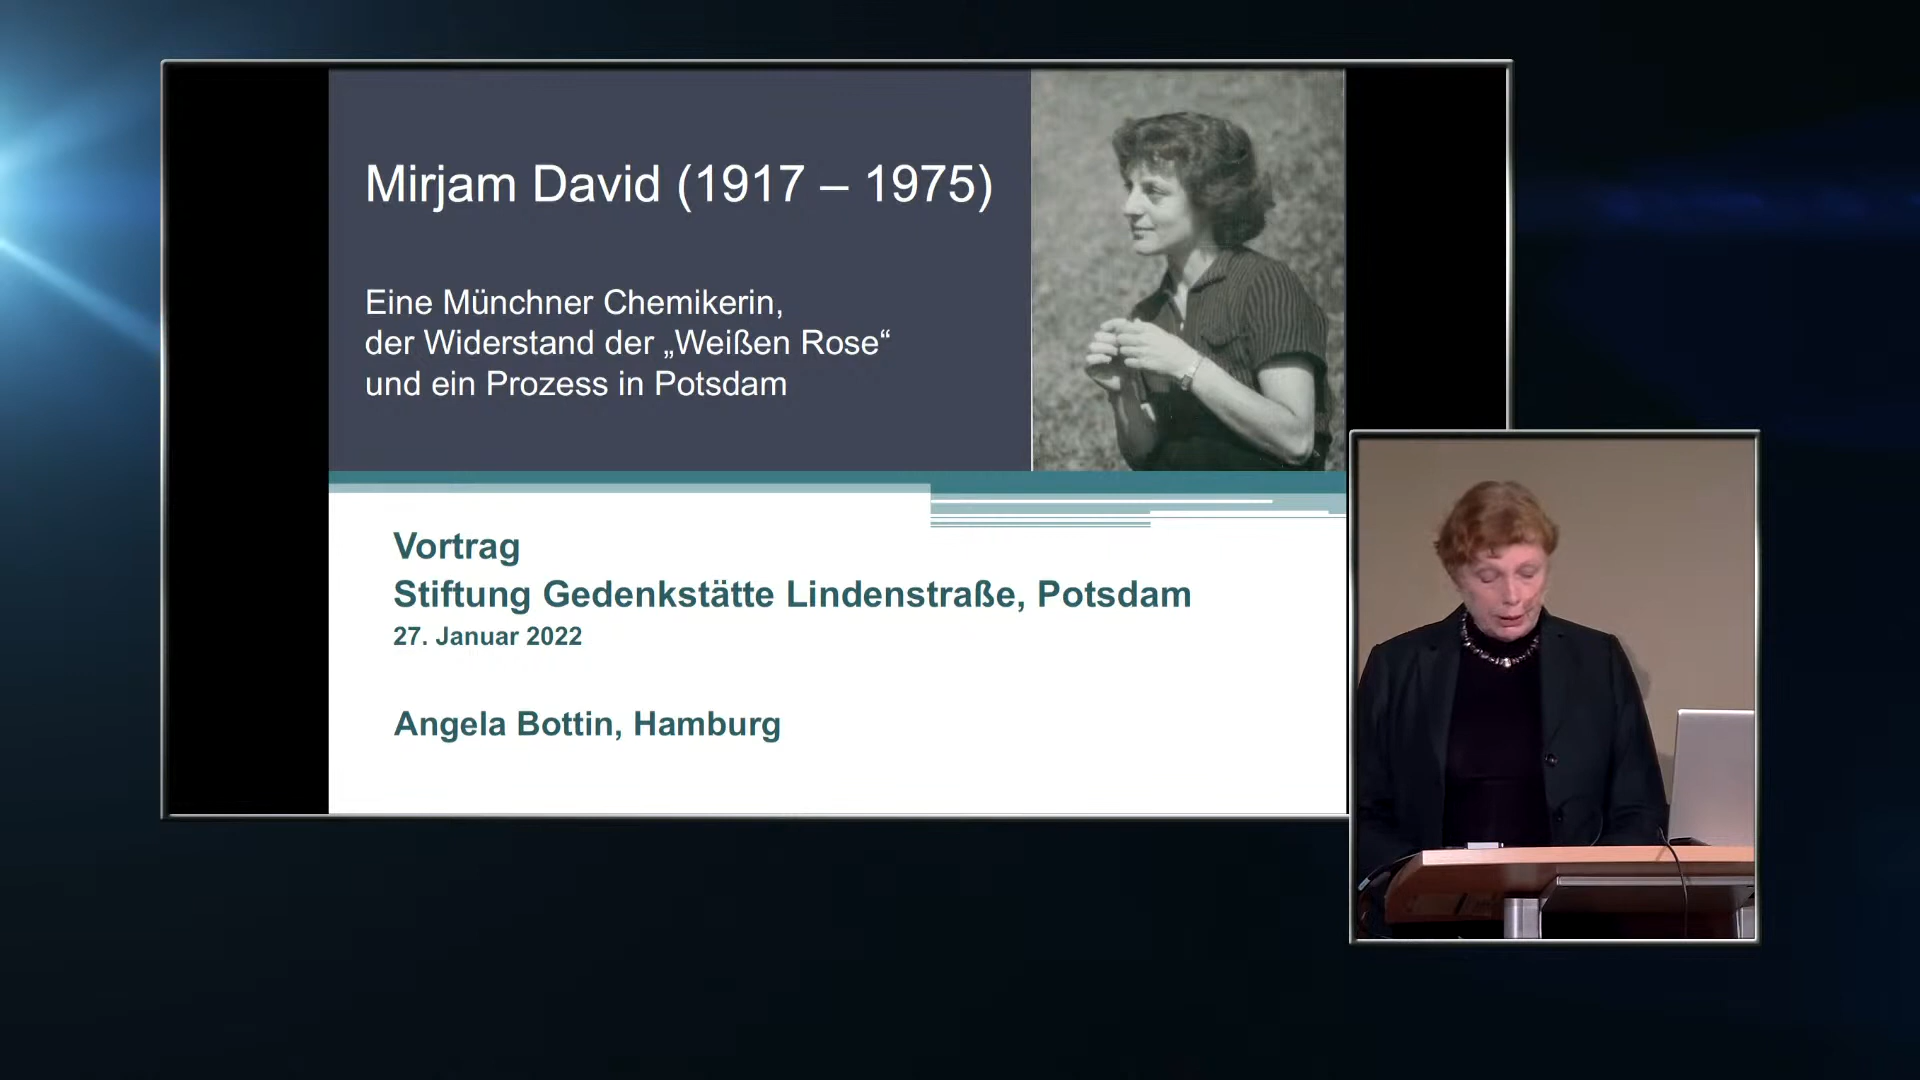 Mirjam David (1917 – 1975)
Eine Münchner Chemikerin,
der Widerstand der „Weißen Rose“
und ein Prozess in Potsdam
Vortrag
Stiftung Gedenkstätte Lindenstraße, Potsdam
27. Januar 2022
Angela Bottin, Hamburg